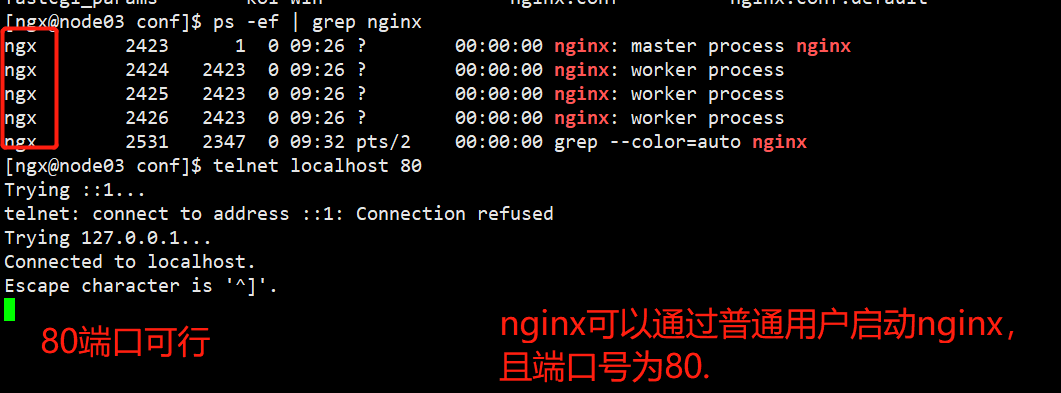 fastcgi_params koi-win nginx.conf nginx.conf.default
[ngx@node03 conf]$ ps -ef | grep nginx
ngx 2423 1 0 09:26 ? 00:00:00 nginx: master process nginx
ngx 2424 2423 0 09:26 ? 00:00:00 nginx: worker process
ngx 2425 2423 0 09:26 ? 00:00:00 nginx: worker process
ngx 2426 2423 0 09:26 ? 00:00:00 nginx: worker process
ngx 2531 2347 0 09:32 pts/2 00:00:00 grep --color=auto nginx
[ngx@node03 conf]$ telnet localhost 80
Trying ::1...
telnet: connect to address ::1: Connection refused
Trying 127.0.0.1...
Connected to localhost.
Escape character is '^]'.
80端口可行
nginx可以通过普通用户启动nginx，
且端口号为80.